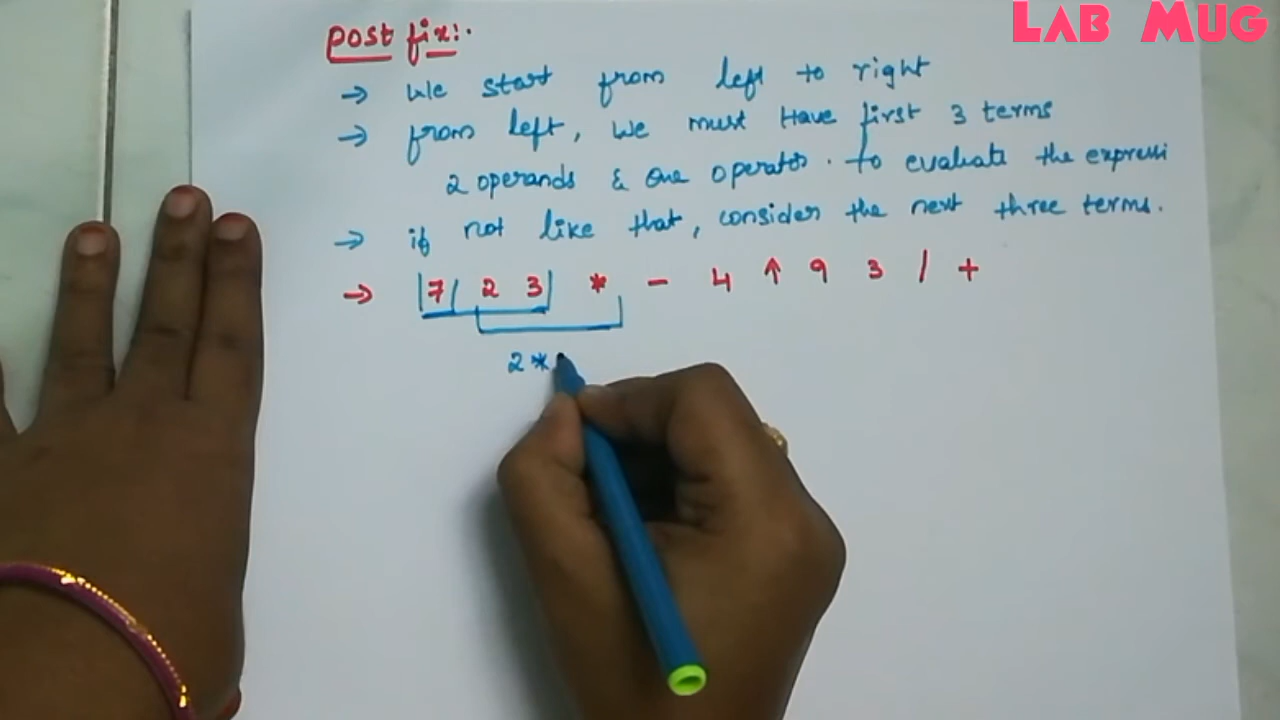 LAB MUG
post fix:.
→ We start from left to right
→ from left, we must have first 3 terms
2 operands & one operator. to evaluate the expressi
→ if not like that, consider the next three terms.
→ 7 2 3 * - 4 ↑ 9 3 / +
2 *